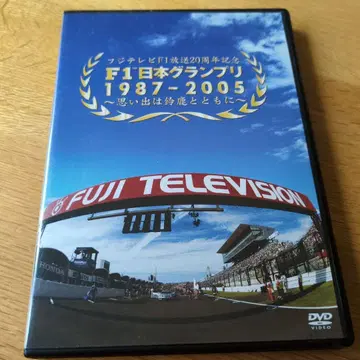 フジテレビF1放送20周年記念
F1日本グランプリ
1987-2005
～思い出は鈴鹿とともに～
FUJI TELEVISION
HONDA
DVD
VIDEO